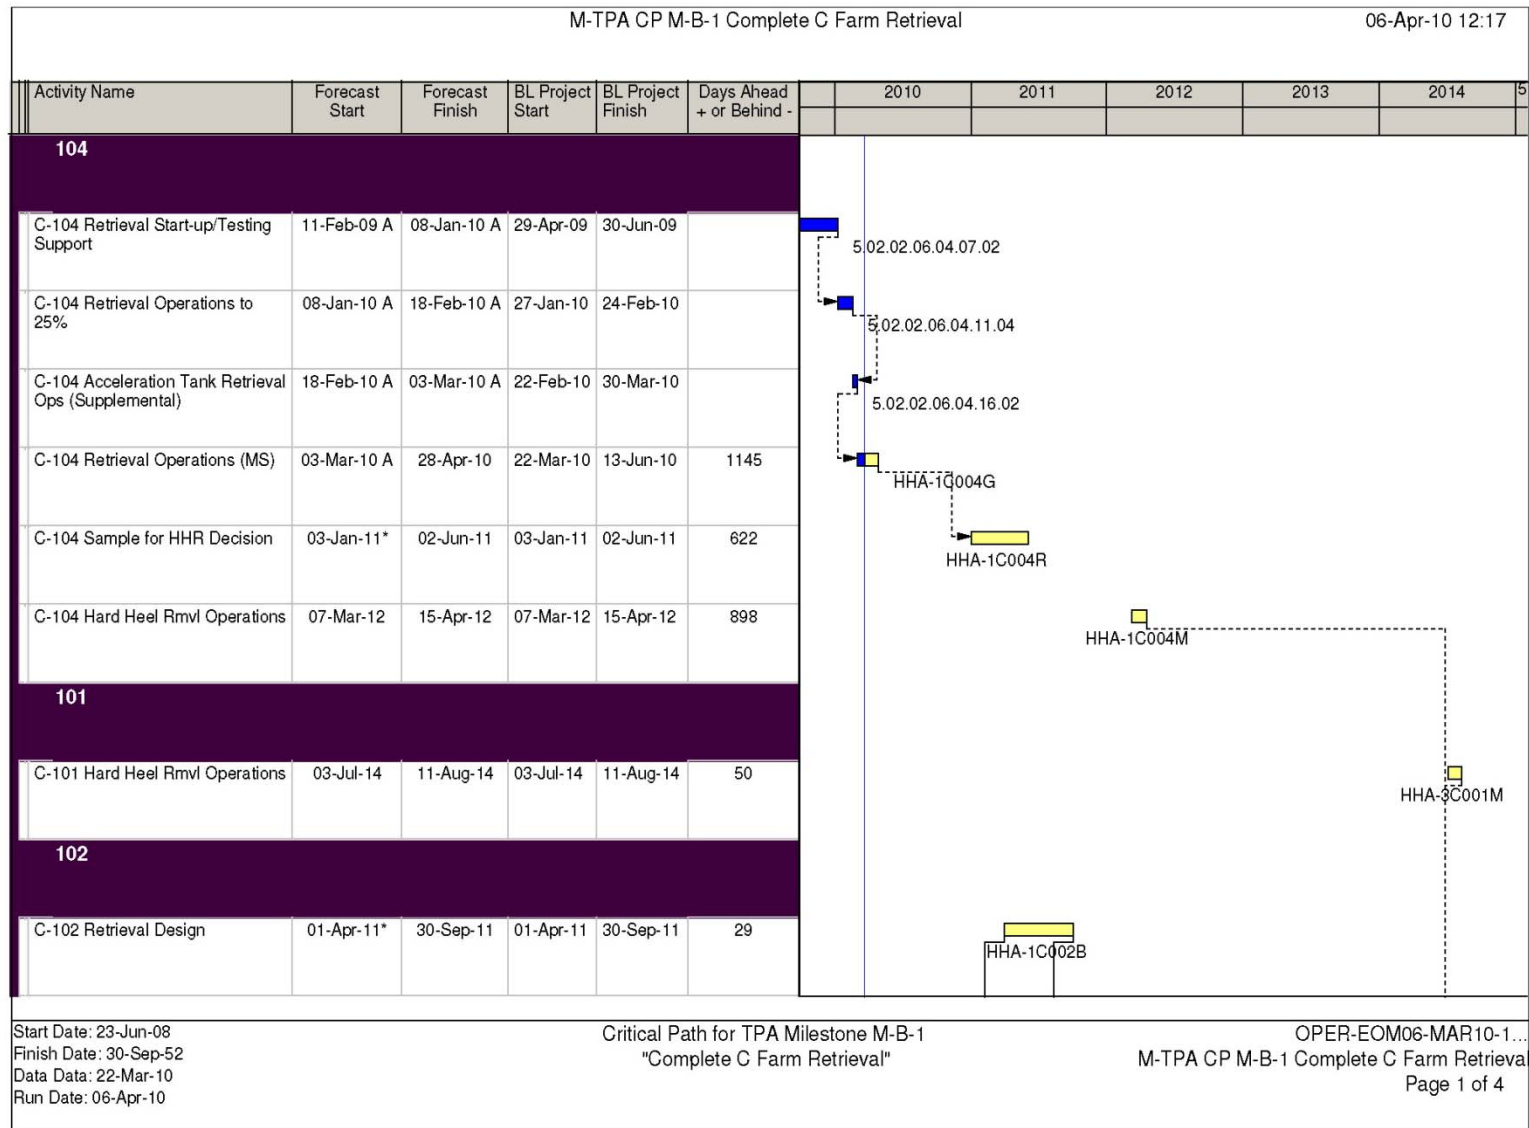 M-TPA CP M-B-1 Complete C Farm Retrieval 06-Apr-10 12:17
Activity Name Forecast Start Forecast Finish BL Project Start BL Project Finish Days Ahead + or Behind - 2010 2011 2012 2013 2014 5
104
C-104 Retrieval Start-up/Testing Support 11-Feb-09 A 08-Jan-10 A 29-Apr-09 30-Jun-09
5.02.02.06.04.07.02
C-104 Retrieval Operations to 25% 08-Jan-10 A 18-Feb-10 A 27-Jan-10 24-Feb-10
5.02.02.06.04.11.04
C-104 Acceleration Tank Retrieval Ops (Supplemental) 18-Feb-10 A 03-Mar-10 A 22-Feb-10 30-Mar-10
5.02.02.06.04.16.02
C-104 Retrieval Operations (MS) 03-Mar-10 A 28-Apr-10 22-Mar-10 13-Jun-10 1145
HHA-1C004G
C-104 Sample for HHR Decision 03-Jan-11* 02-Jun-11 03-Jan-11 02-Jun-11 622
HHA-1C004R
C-104 Hard Heel Rmvl Operations 07-Mar-12 15-Apr-12 07-Mar-12 15-Apr-12 898
HHA-1C004M
101
C-101 Hard Heel Rmvl Operations 03-Jul-14 11-Aug-14 03-Jul-14 11-Aug-14 50
HHA-3C001M
102
C-102 Retrieval Design 01-Apr-11* 30-Sep-11 01-Apr-11 30-Sep-11 29
HHA-1C002B
Start Date: 23-Jun-08
Finish Date: 30-Sep-52
Data Data: 22-Mar-10
Run Date: 06-Apr-10
Critical Path for TPA Milestone M-B-1
"Complete C Farm Retrieval"
OPER-EOM06-MAR10-1...
M-TPA CP M-B-1 Complete C Farm Retrieval
Page 1 of 4